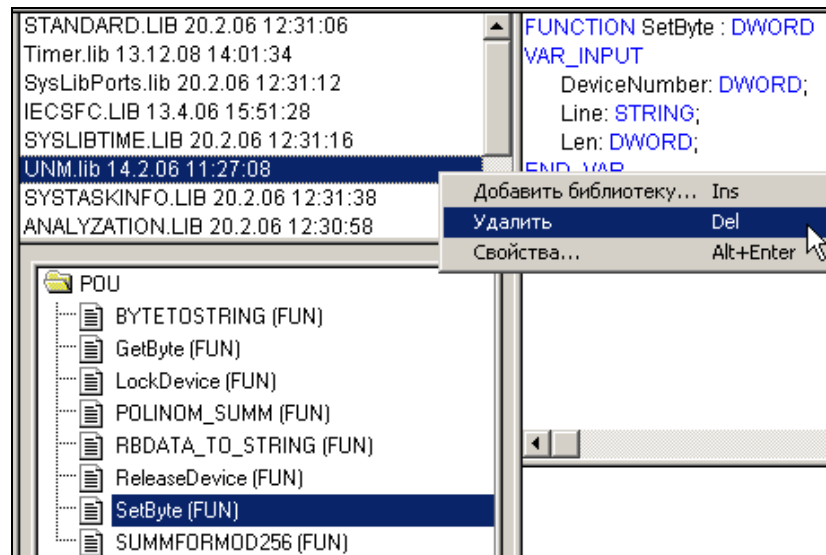 STANDARD.LIB 20.2.06 12:31:06
Timer.lib 13.12.08 14:01:34
SysLibPorts.lib 20.2.06 12:31:12
IECSFC.LIB 13.4.06 15:51:28
SYSLIBTIME.LIB 20.2.06 12:31:16
UNM.lib 14.2.06 11:27:08
SYSTASKINFO.LIB 20.2.06 12:31:38
ANALYZATION.LIB 20.2.06 12:30:58
FUNCTION SetByte : DWORD
VAR_INPUT
DeviceNumber: DWORD;
Line: STRING;
Len: DWORD;
END_VAR
Добавить библиотеку... Ins
Удалить Del
Свойства... Alt+Enter
POU
BYTETOSTRING (FUN)
GetByte (FUN)
LockDevice (FUN)
POLINOM_SUMM (FUN)
RBDATA_TO_STRING (FUN)
ReleaseDevice (FUN)
SetByte (FUN)
SUMMFORMOD256 (FUN)